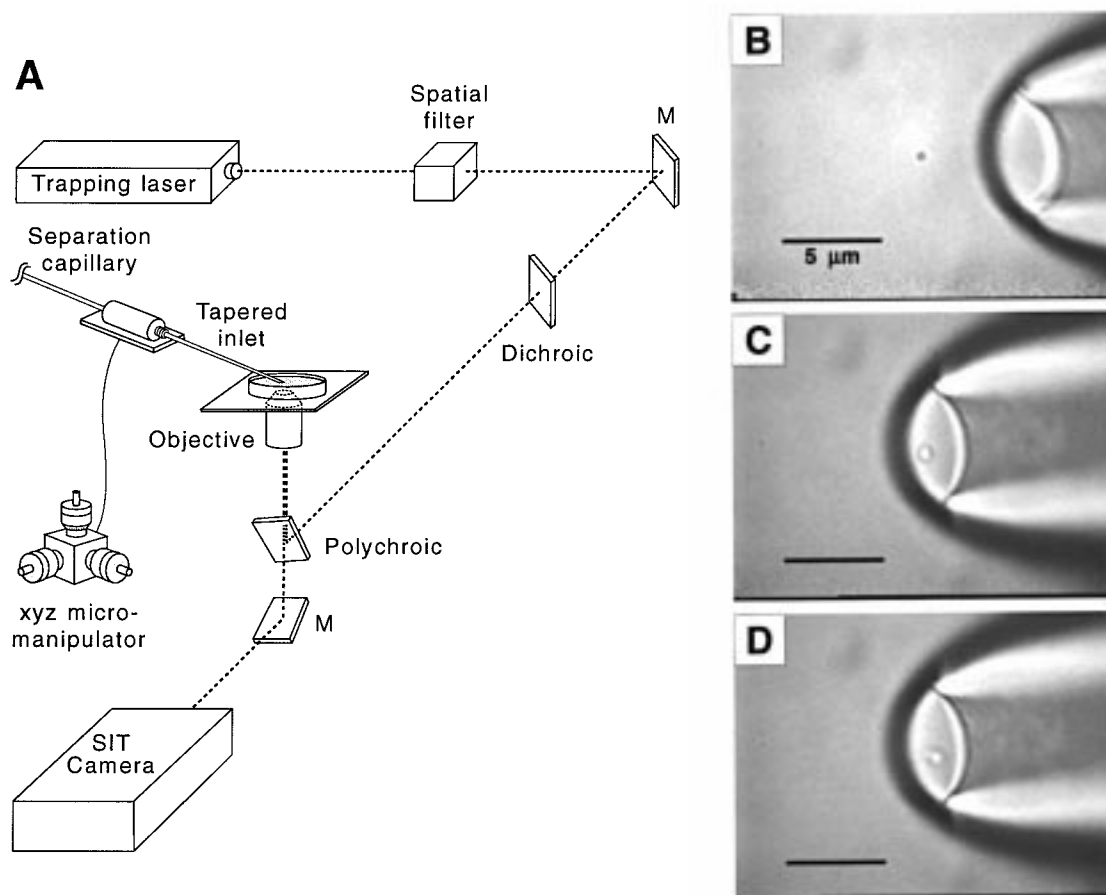 A
Spatial
filter
M
Trapping laser
Separation
capillary
Tapered
inlet
Dichroic
Objective
Polychroic
xyz micro-
manipulator
M
SIT
Camera
B
5 μm
C
D